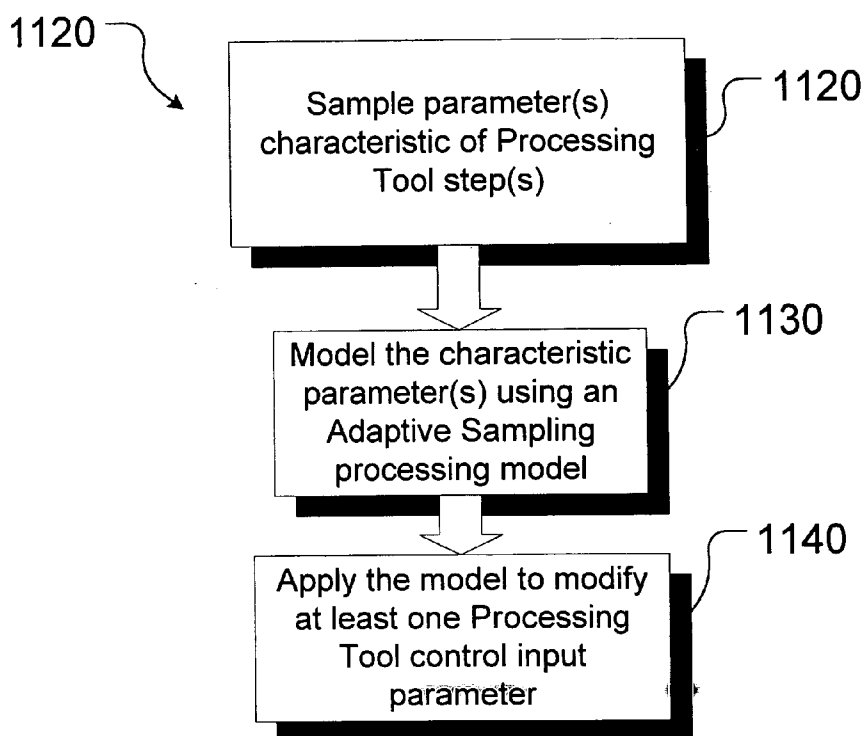 1120
1120
Sample parameter(s)
characteristic of Processing
Tool step(s)
1130
Model the characteristic
parameter(s) using an
Adaptive Sampling
processing model
1140
Apply the model to modify
at least one Processing
Tool control input
parameter